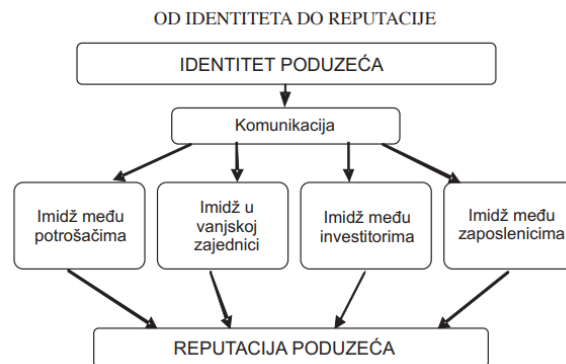 OD IDENTITETA DO REPUTACIJE
IDENTITET PODUZEĆA
Komunikacija
Imidž među
potrošačima
Imidž u
vanjskoj
zajednici
Imidž među
investitorima
Imidž među
zaposlenicima
REPUTACIJA PODUZEĆA